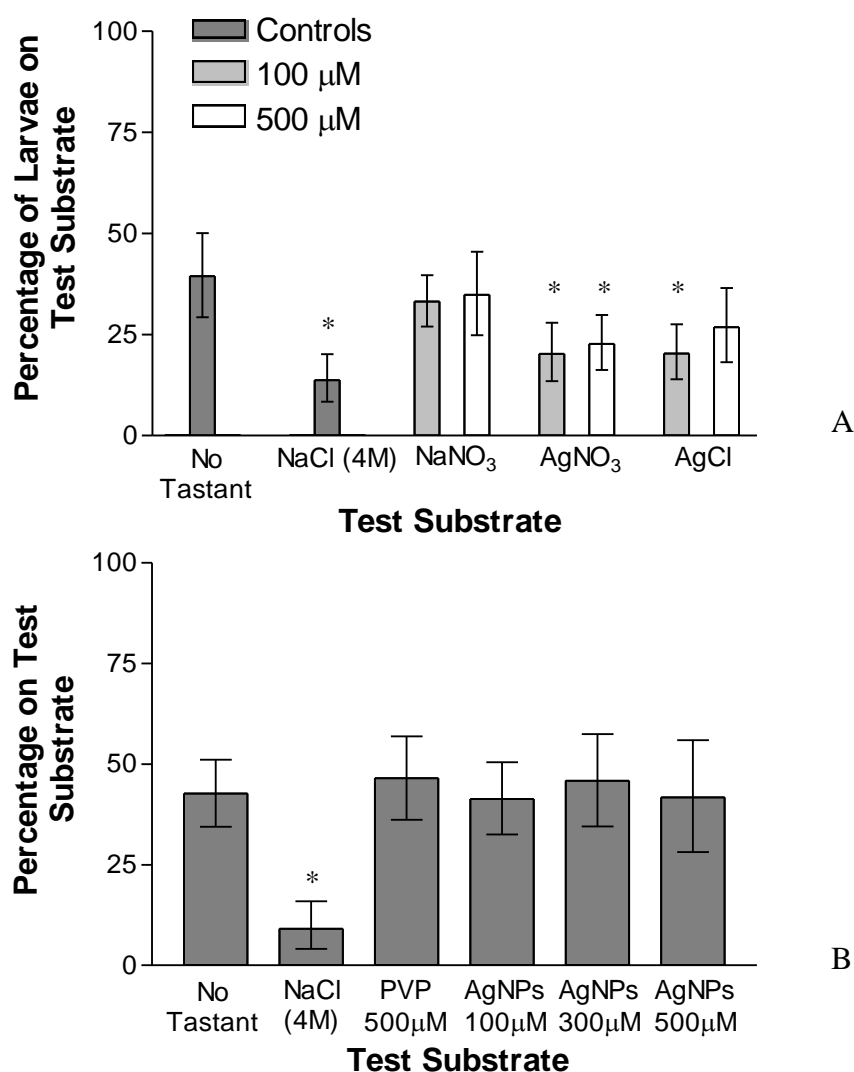 100
75
50
25
0
Percentage of Larvae on
Test Substrate
Controls
100 μM
500 μM
*
*
*
*
No
Tastant
NaCl (4M)
NaNO₃
AgNO₃
AgCl
Test Substrate
A
100
75
50
25
0
Percentage on Test
Substrate
*
No
Tastant
NaCl
(4M)
PVP
500μM
AgNPs
100μM
AgNPs
300μM
AgNPs
500μM
Test Substrate
B